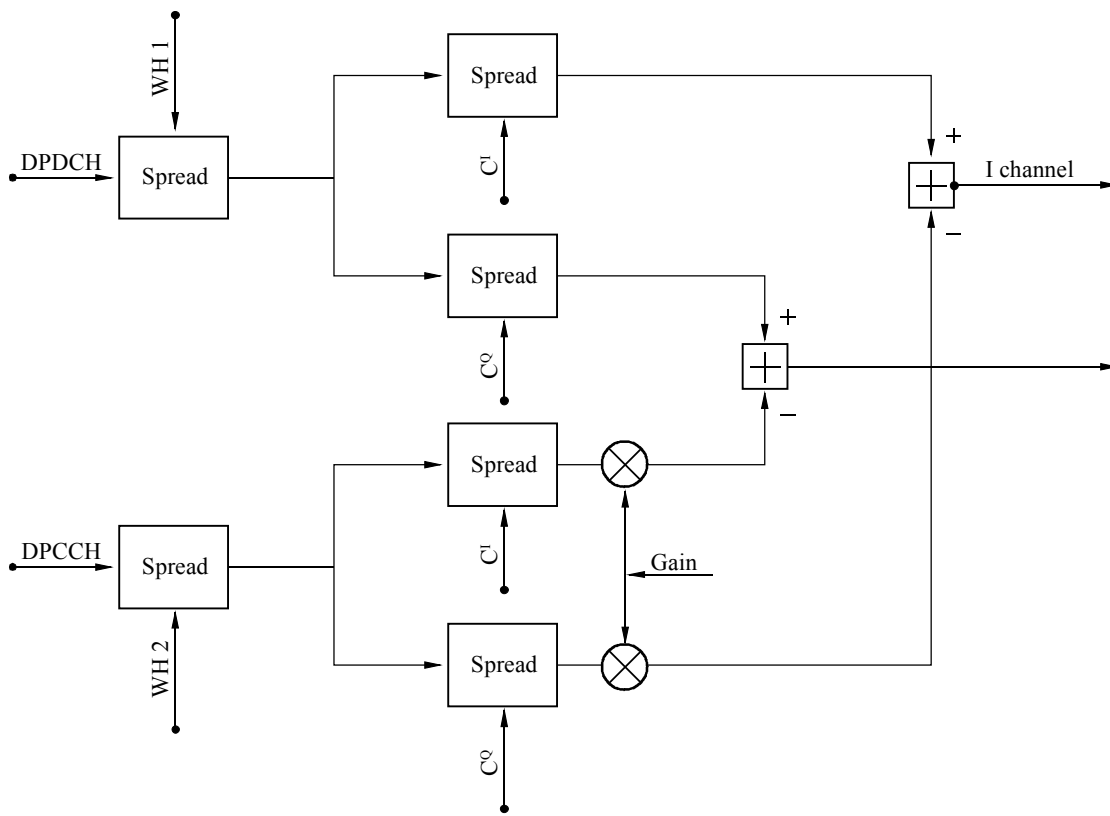 WH 1
DPDCH
Spread
Spread
C^I
+
I channel
−
Spread
C^Q
+
−
Spread
C^I
DPCCH
Spread
WH 2
Gain
Spread
C^Q